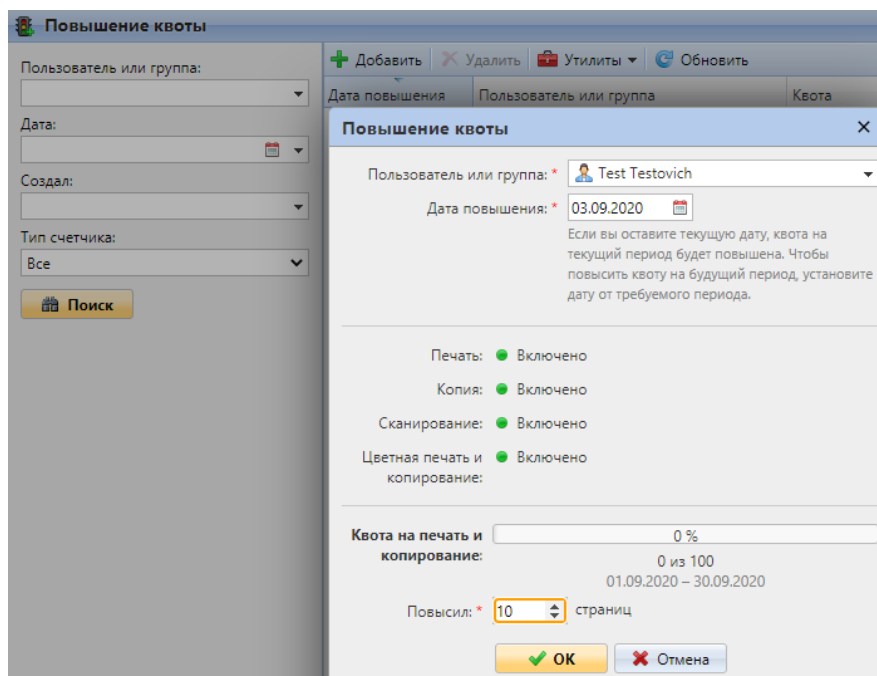 Повышение квоты
Пользователь или группа:
Дата:
Создал:
Тип счетчика:
Все
Поиск
Добавить Удалить Утилиты Обновить
Дата повышения Пользователь или группа Квота
Повышение квоты
Пользователь или группа: * Test Testovich
Дата повышения: * 03.09.2020
Если вы оставите текущую дату, квота на
текущий период будет повышена. Чтобы
повысить квоту на будущий период, установите
дату от требуемого периода.
Печать: Включено
Копия: Включено
Сканирование: Включено
Цветная печать и Включено
копирование:
Квота на печать и 0 %
копирование: 0 из 100
01.09.2020 – 30.09.2020
Повысил: * 10 страниц
OK Отмена